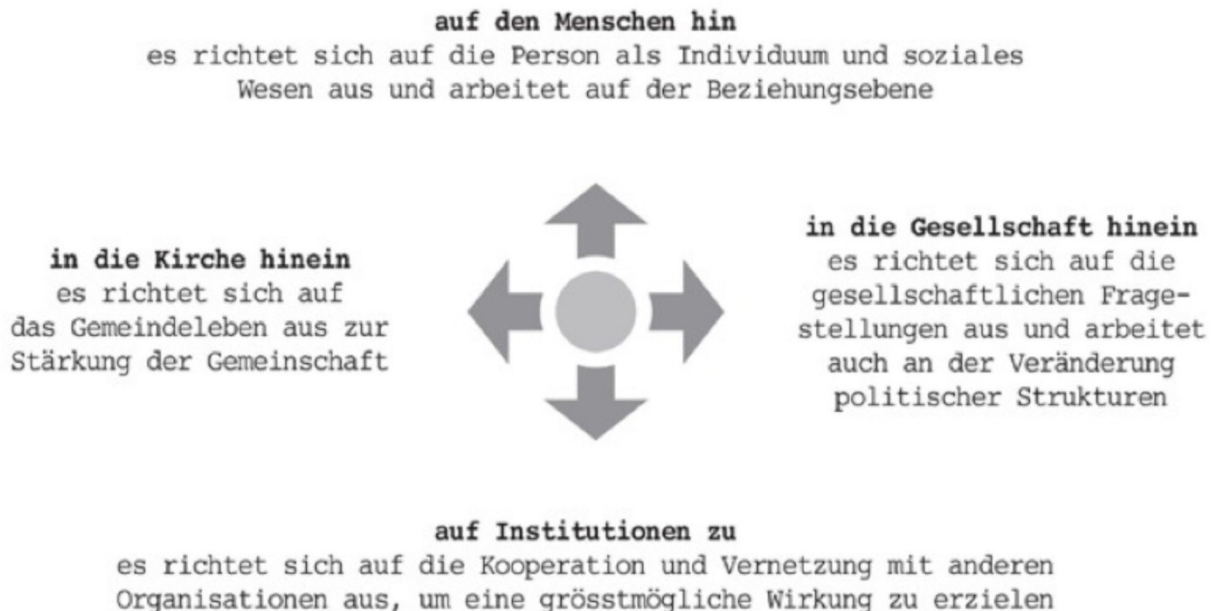 auf den Menschen hin
es richtet sich auf die Person als Individuum und soziales
Wesen aus und arbeitet auf der Beziehungsebene
in die Kirche hinein
es richtet sich auf
das Gemeindeleben aus zur
Stärkung der Gemeinschaft
in die Gesellschaft hinein
es richtet sich auf die
gesellschaftlichen Frage-
stellungen aus und arbeitet
auch an der Veränderung
politischer Strukturen
auf Institutionen zu
es richtet sich auf die Kooperation und Vernetzung mit anderen
Organisationen aus, um eine grösstmögliche Wirkung zu erzielen